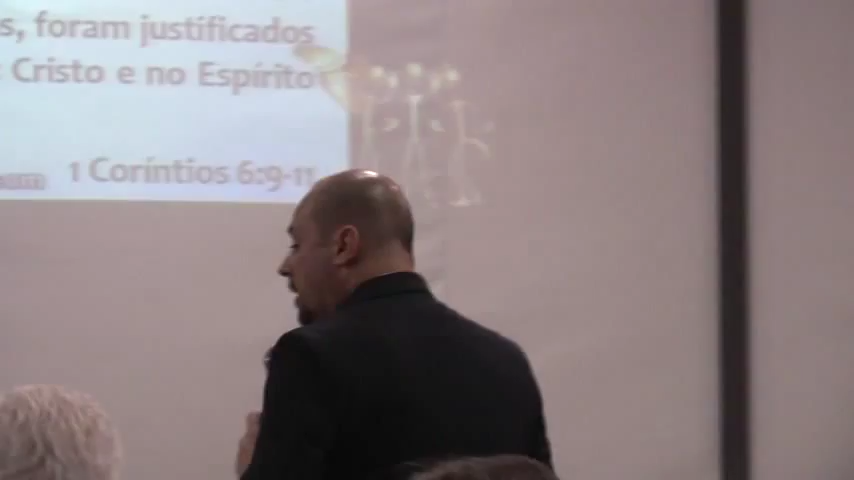 s, foram justificados
Cristo e no Espírito
1 Coríntios 6:9-11